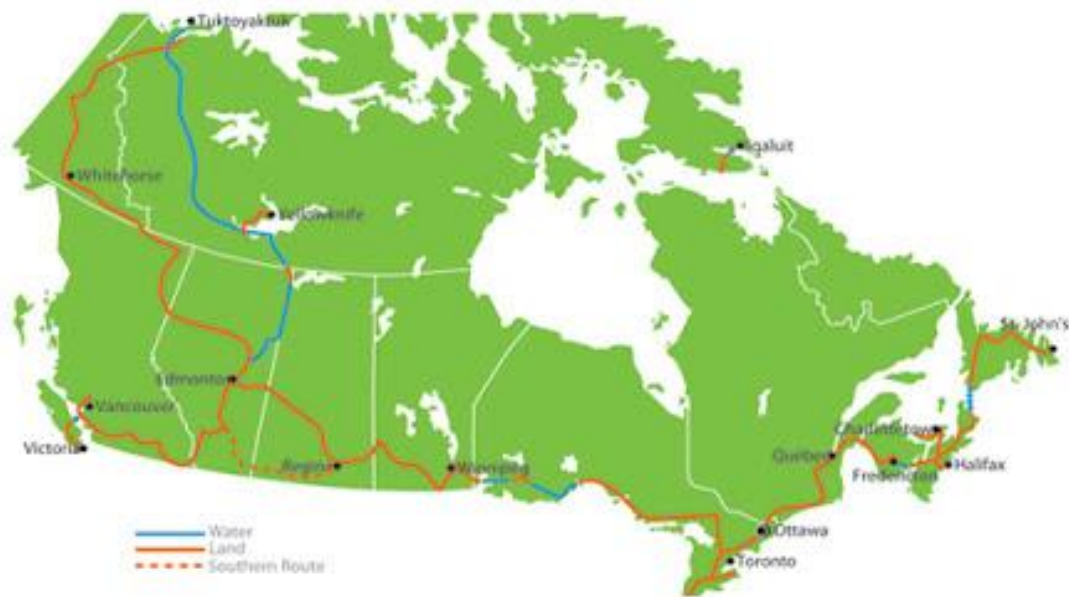 Tuktoyaktuk
Iqaluit
Whitehorse
Yellowknife
St. John's
Edmonton
Vancouver
Charlottetown
Victoria
Regina
Winnipeg
Quebec
Halifax
Fredericton
Water
Ottawa
Land
Toronto
Southern Route